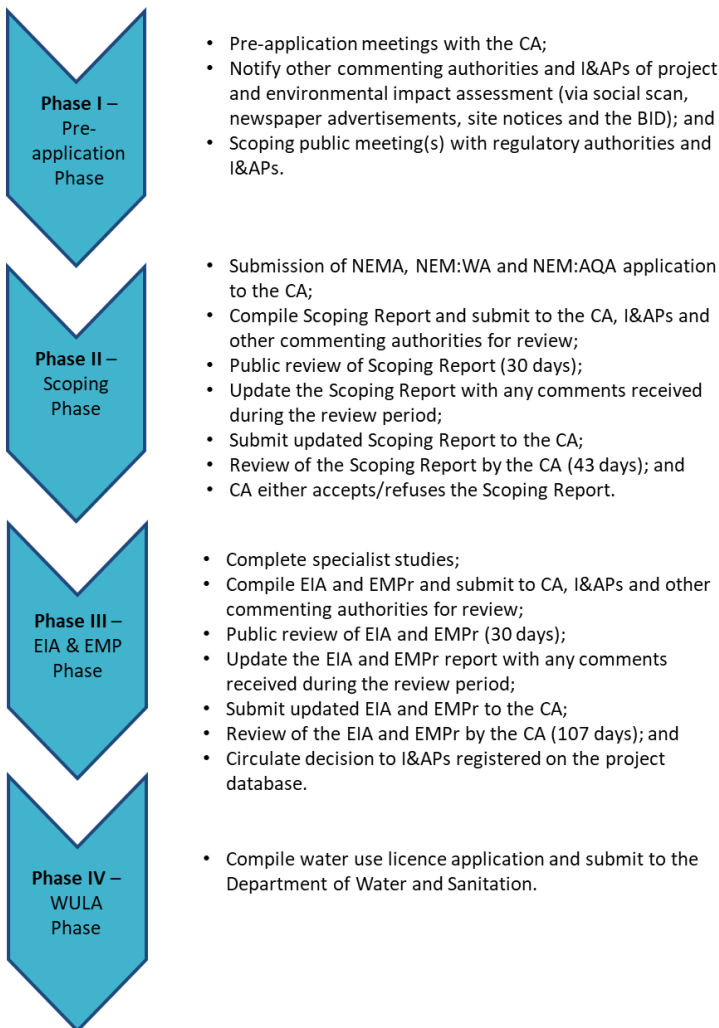 Phase I –
Pre-
application
Phase
• Pre-application meetings with the CA;
• Notify other commenting authorities and I&APs of project
and environmental impact assessment (via social scan,
newspaper advertisements, site notices and the BID); and
• Scoping public meeting(s) with regulatory authorities and
I&APs.
Phase II –
Scoping
Phase
• Submission of NEMA, NEM:WA and NEM:AQA application
to the CA;
• Compile Scoping Report and submit to the CA, I&APs and
other commenting authorities for review;
• Public review of Scoping Report (30 days);
• Update the Scoping Report with any comments received
during the review period;
• Submit updated Scoping Report to the CA;
• Review of the Scoping Report by the CA (43 days); and
• CA either accepts/refuses the Scoping Report.
Phase III –
EIA & EMP
Phase
• Complete specialist studies;
• Compile EIA and EMPr and submit to CA, I&APs and other
commenting authorities for review;
• Public review of EIA and EMPr (30 days);
• Update the EIA and EMPr report with any comments
received during the review period;
• Submit updated EIA and EMPr to the CA;
• Review of the EIA and EMPr by the CA (107 days); and
• Circulate decision to I&APs registered on the project
database.
Phase IV –
WULA
Phase
• Compile water use licence application and submit to the
Department of Water and Sanitation.